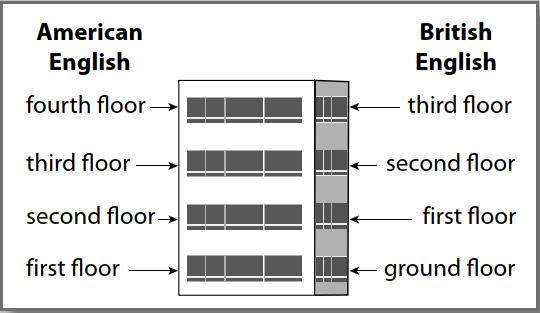 American
English
British
English
fourth floor
third floor
third floor
second floor
second floor
first floor
first floor
ground floor